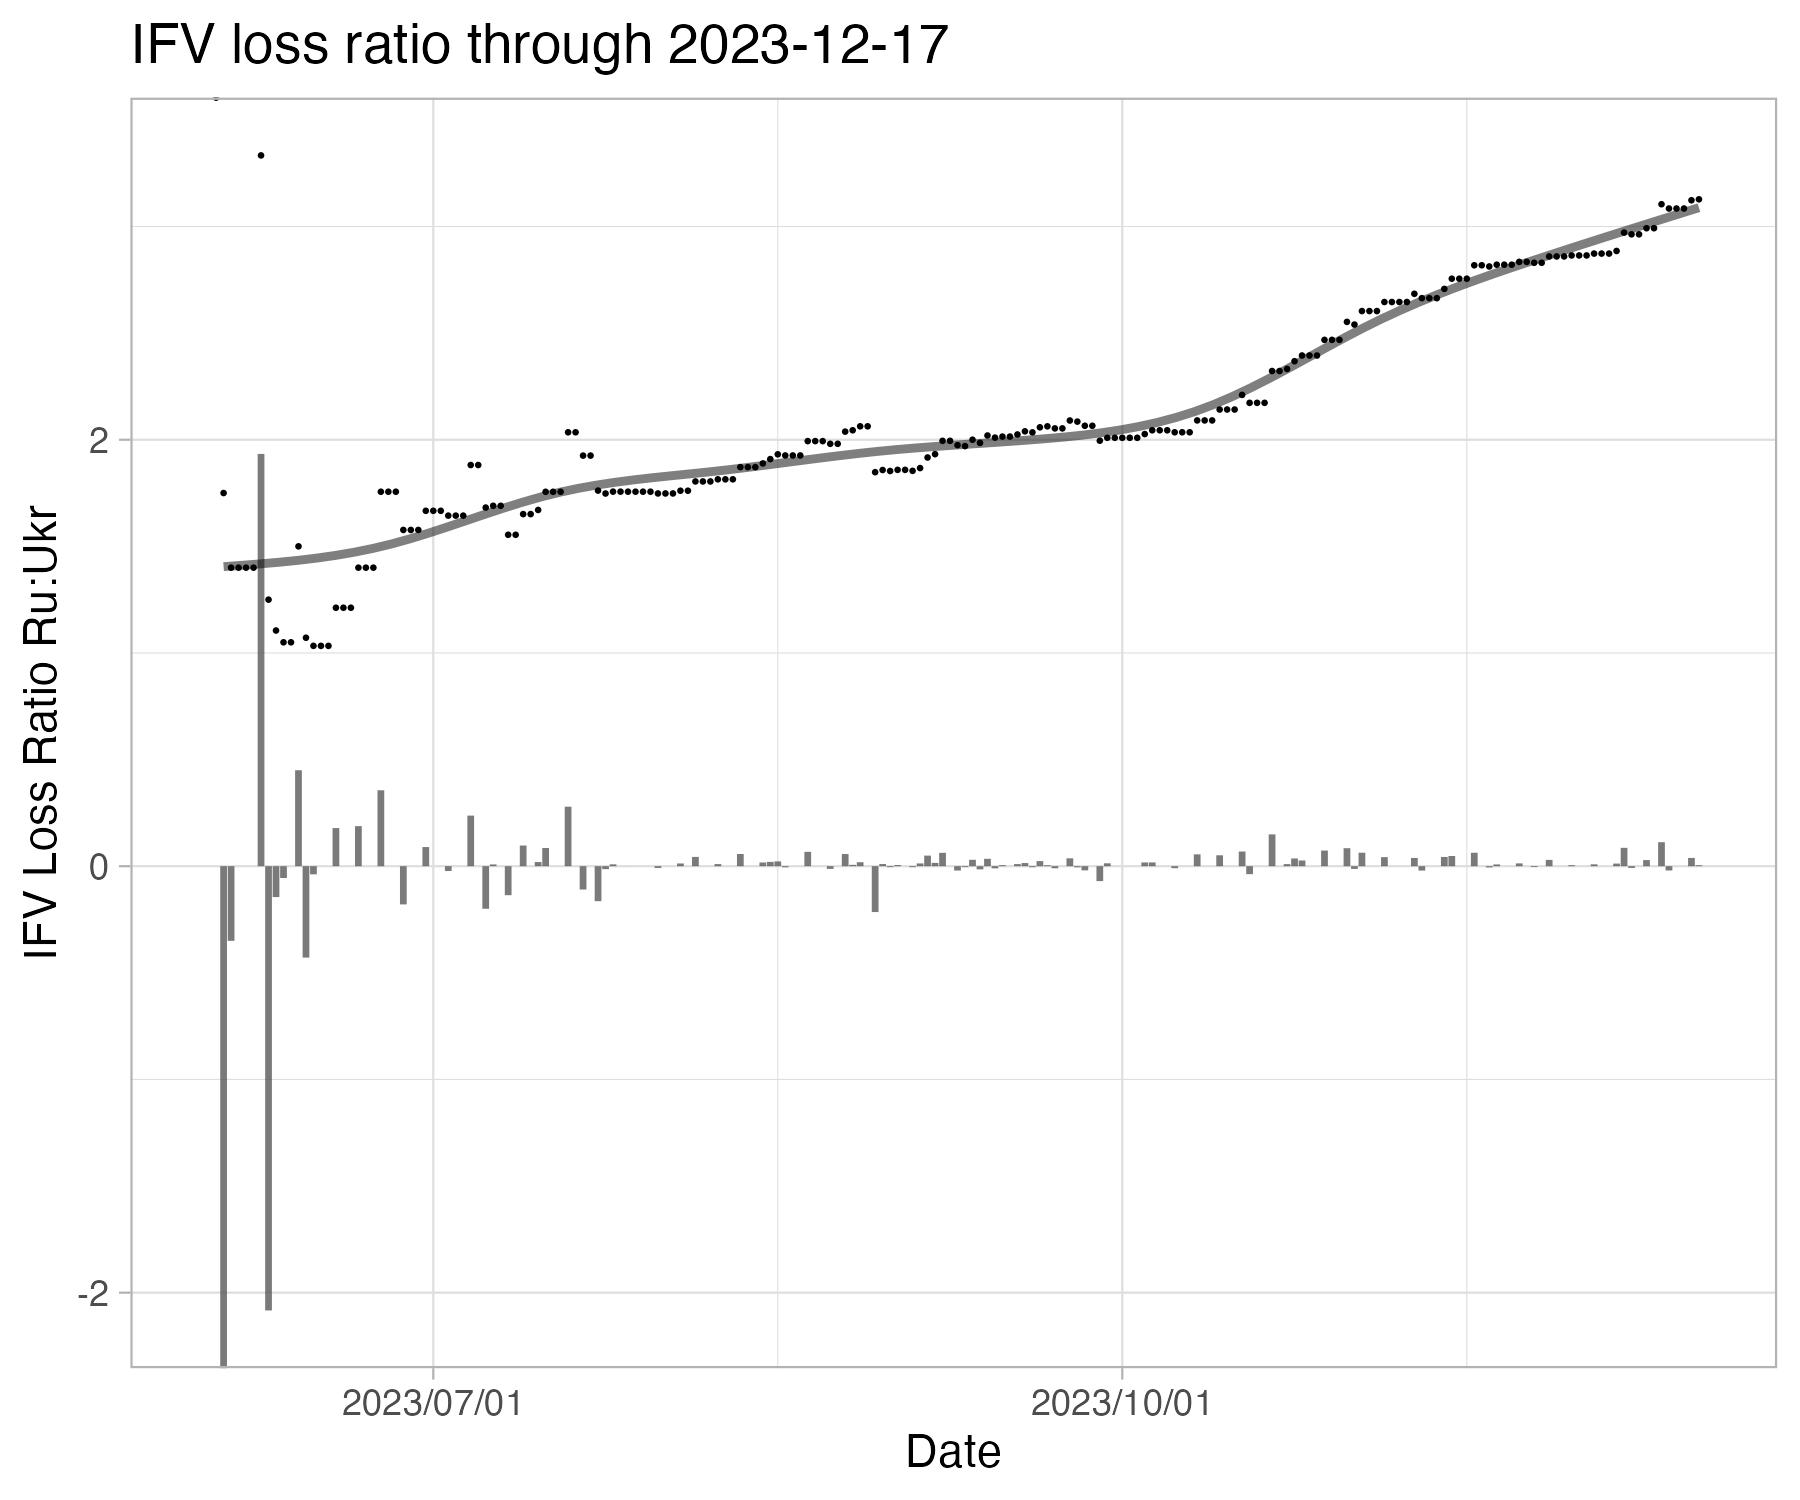 IFV loss ratio through 2023-12-17
IFV Loss Ratio Ru:Ukr
2
0
-2
2023/07/01
2023/10/01
Date